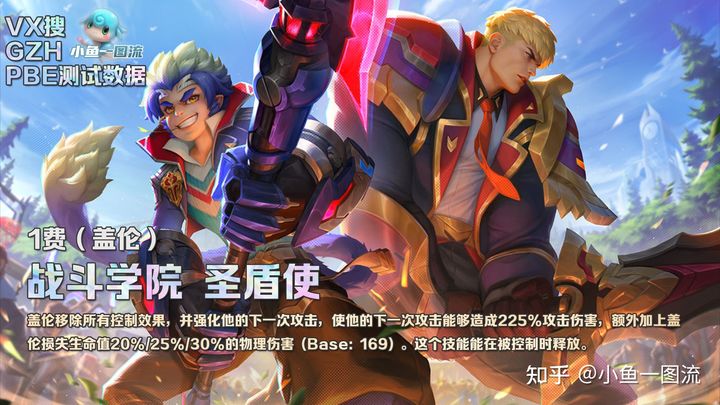 VX搜
GZH 小鱼一图流
PBE测试数据
1费（盖伦）
战斗学院 圣盾使
盖伦移除所有控制效果，并强化他的下一次攻击，使他的下一次攻击能够造成225%攻击伤害，额外加上盖
伦损失生命值20%/25%/30%的物理伤害（Base: 169）。这个技能能在被控制时释放。
知乎 @小鱼一图流